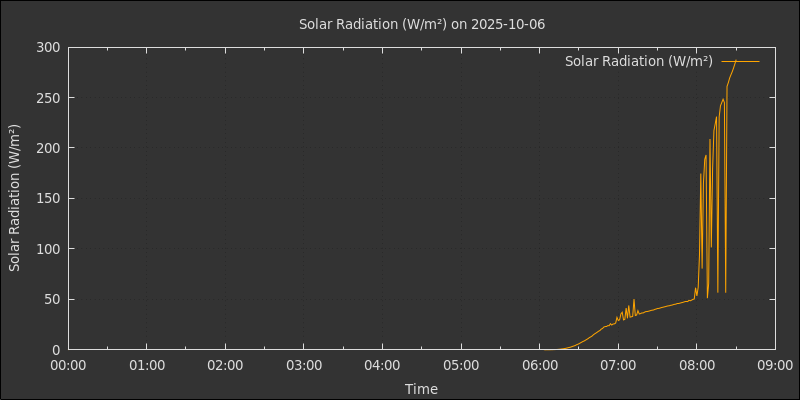 Solar Radiation (W/m²) on 2025-10-06
Solar Radiation (W/m²)
Solar Radiation (W/m²)
300
250
200
150
100
50
0
00:00 01:00 02:00 03:00 04:00 05:00 06:00 07:00 08:00 09:00
Time